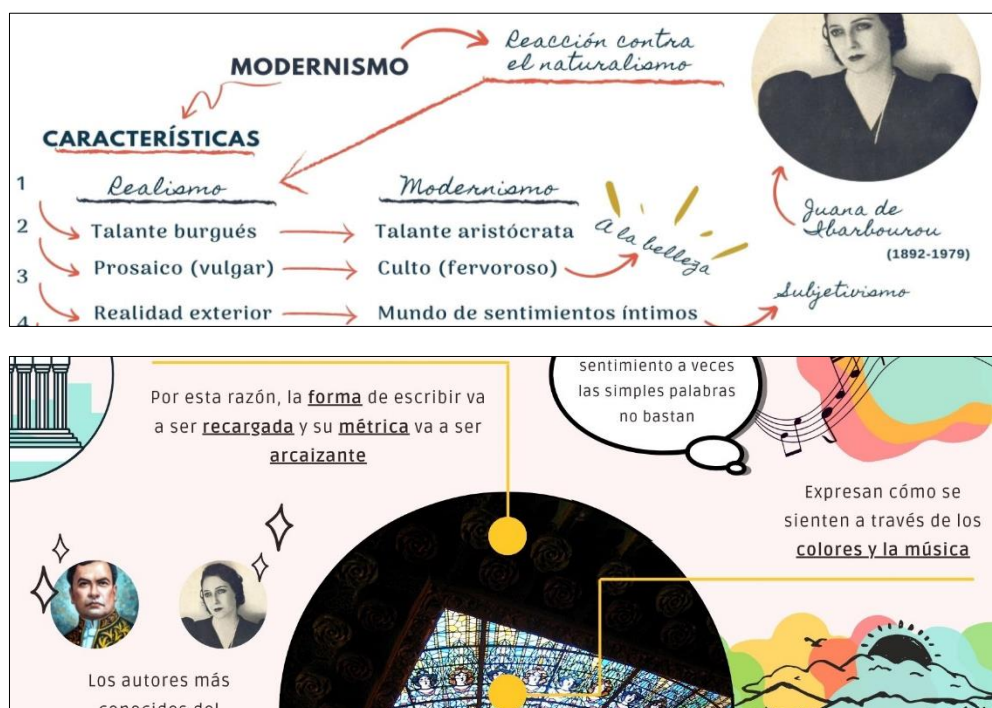 MODERNISMO
Reacción contra
el naturalismo
CARACTERÍSTICAS
1
Realismo
Modernismo
2
Talante burgués
Talante aristócrata
A la belleza
Juana de
Ibarbourou
(1892-1979)
3
Prosaico (vulgar)
Culto (fervoroso)
Subjetivismo
4
Realidad exterior
Mundo de sentimientos íntimos
sentimiento a veces
las simples palabras
no bastan
Por esta razón, la forma de escribir va
a ser recargada y su métrica va a ser
arcaizante
Expresan cómo se
sienten a través de los
colores y la música
Los autores más
conocidos del